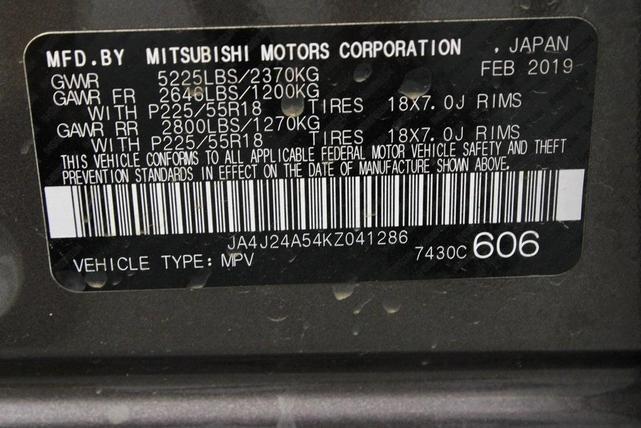 MFD.BY MITSUBISHI MOTORS CORPORATION , JAPAN
GVWR 5225LBS/2370KG FEB 2019
GAWR FR 2646LBS/1200KG
WITH P225/55R18 TIRES 18X7.0J RIMS
GAWR RR 2800LBS/1270KG
WITH P225/55R18 TIRES 18X7.0J RIMS
THIS VEHICLE CONFORMS TO ALL APPLICABLE FEDERAL MOTOR VEHICLE SAFETY AND THEFT
PREVENTION STANDARDS IN EFFECT ON THE DATE OF MANUFACTURE SHOWN ABOVE.
JA4J24A54KZ041286
VEHICLE TYPE: MPV 7430C 606